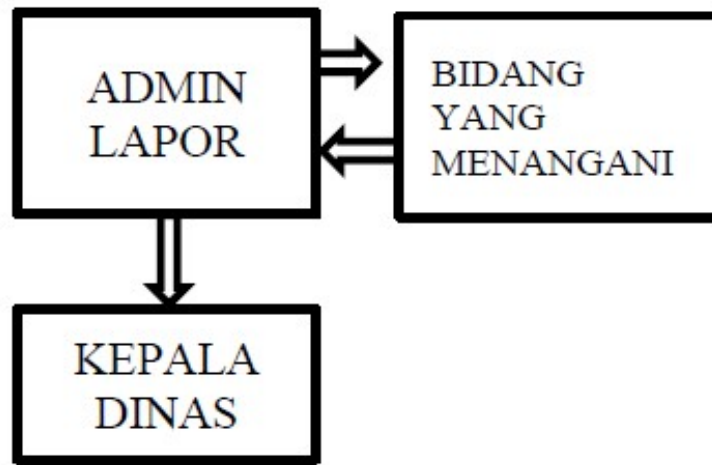 ADMIN
LAPOR
BIDANG
YANG
MENANGANI
KEPALA
DINAS